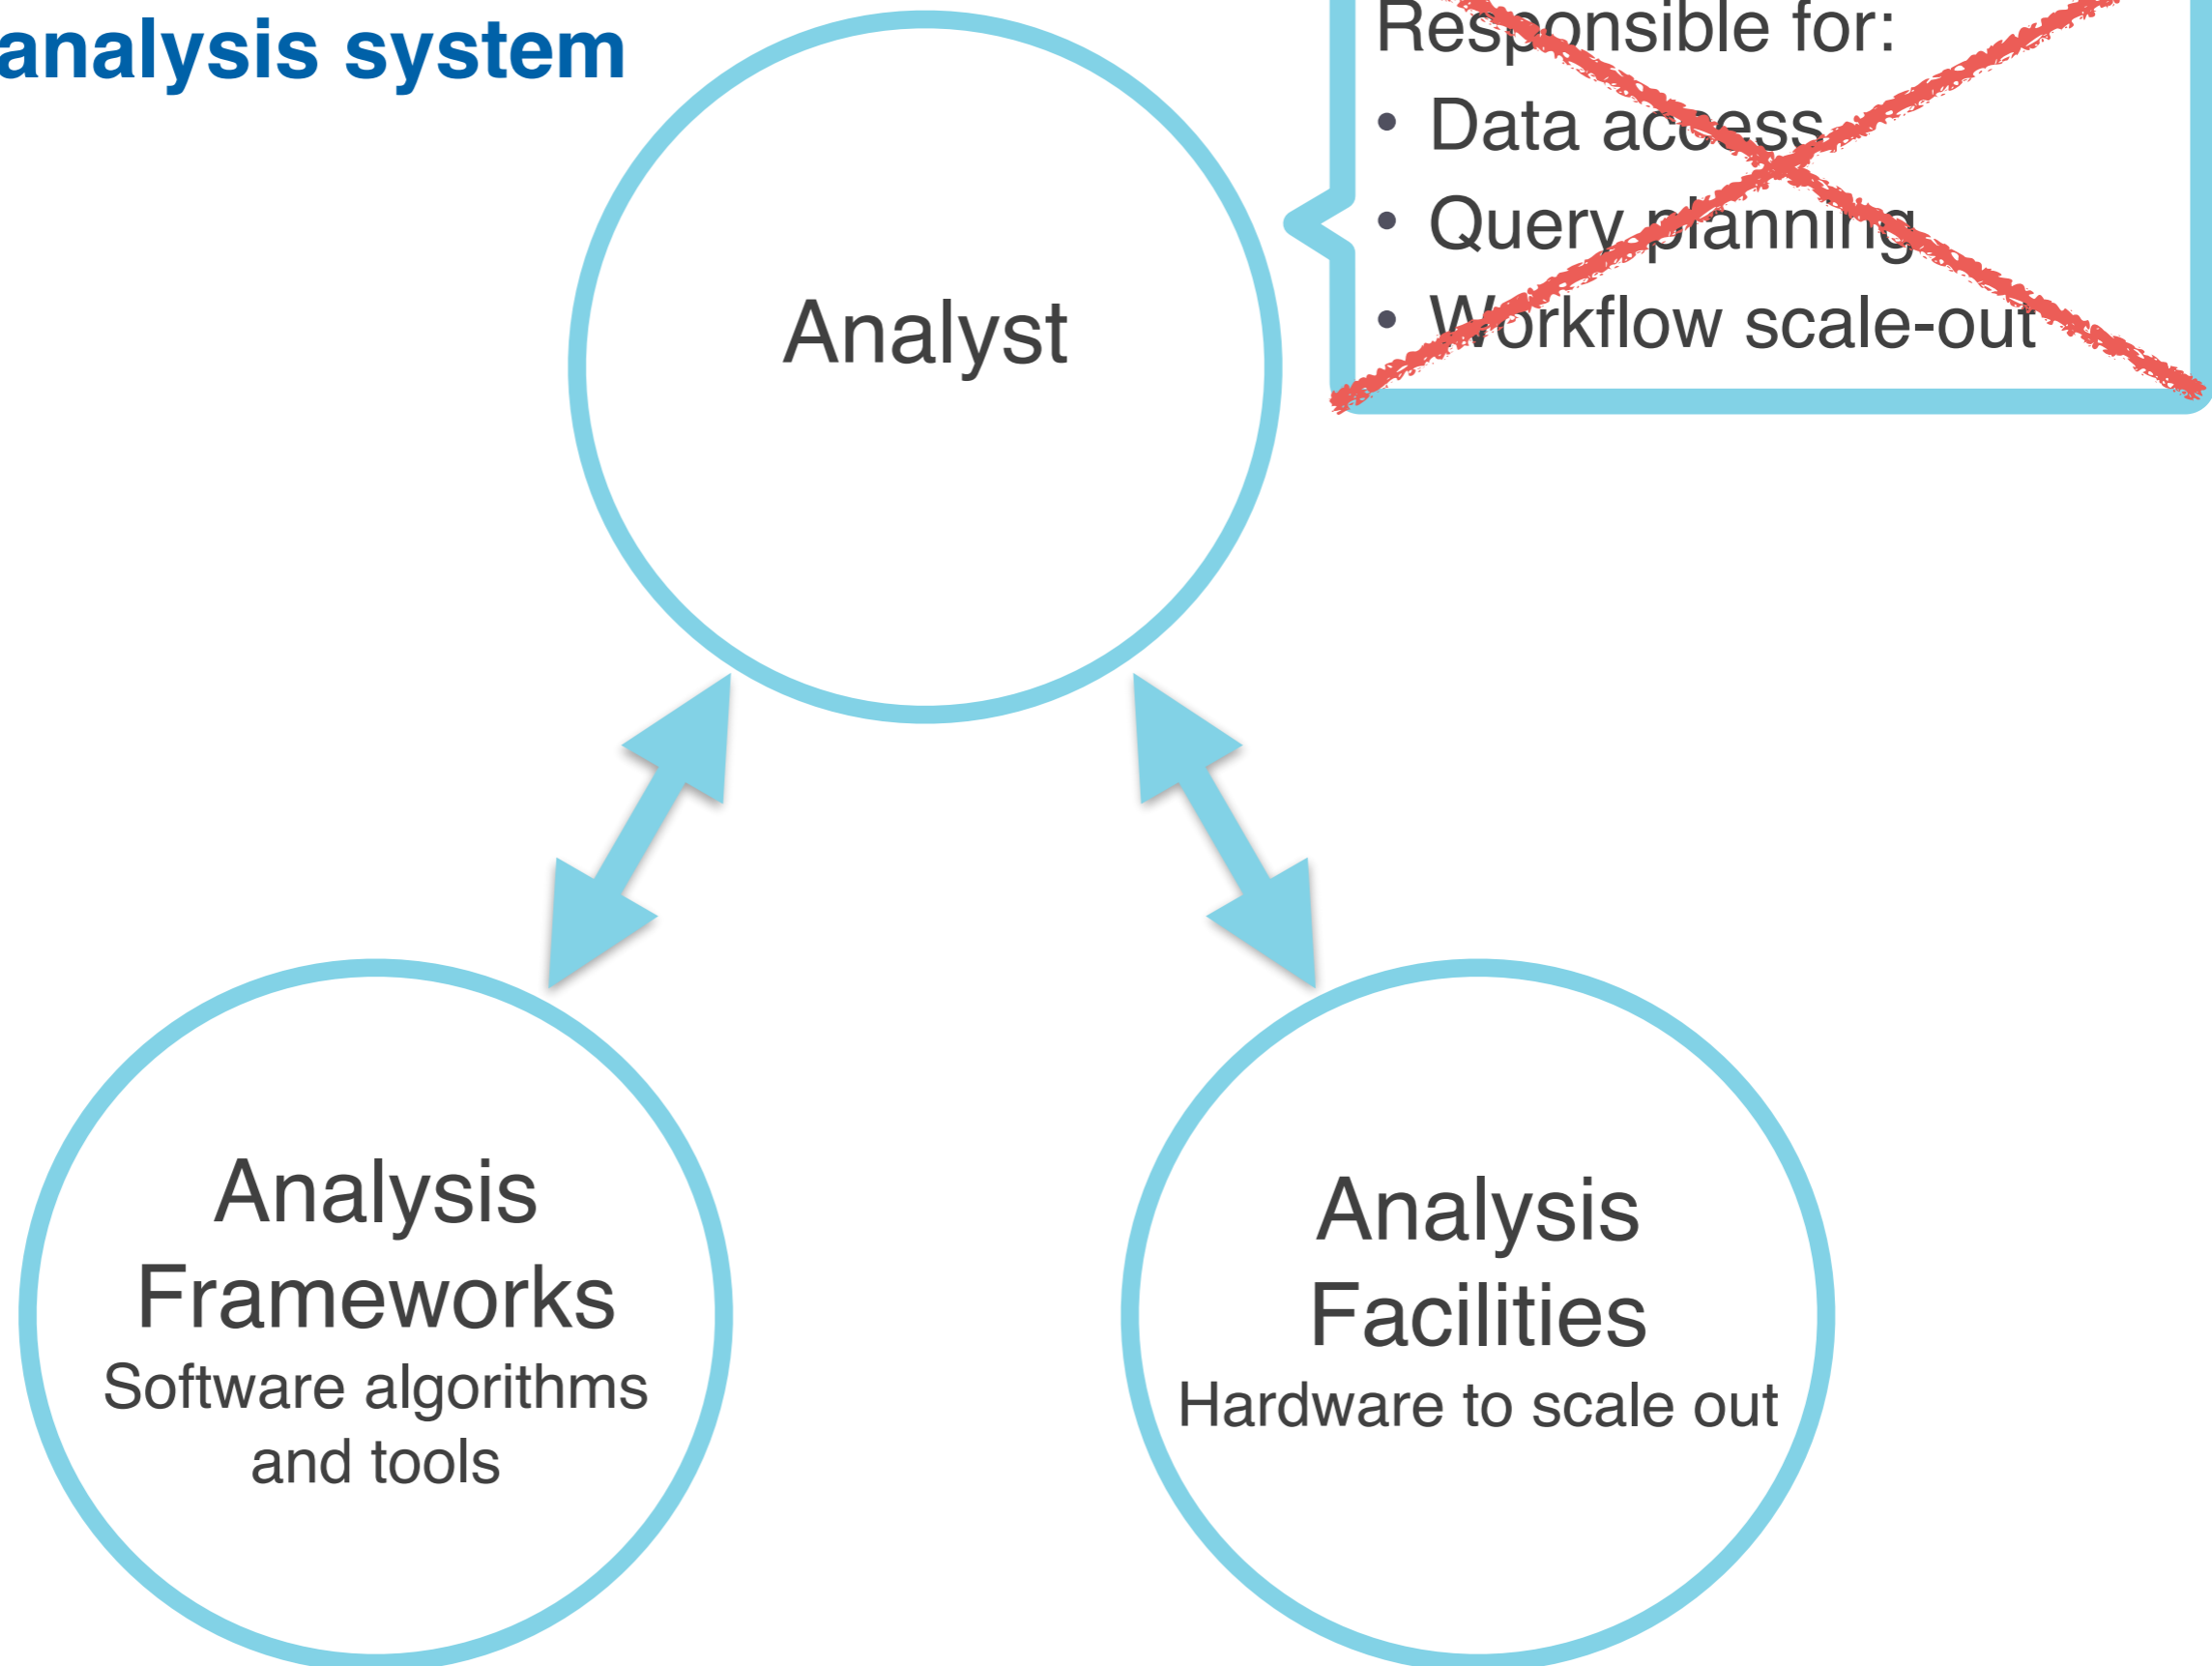 analysis system
Responsible for:
• Data access
• Query planning
• Workflow scale-out
Analyst
Analysis
Frameworks
Software algorithms
and tools
Analysis
Facilities
Hardware to scale out